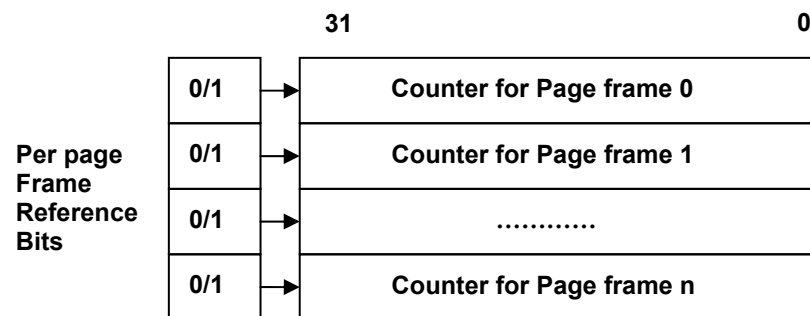 31 0
0/1 Counter for Page frame 0
0/1 Counter for Page frame 1
Per page
Frame
Reference
Bits
0/1 …………
0/1 Counter for Page frame n